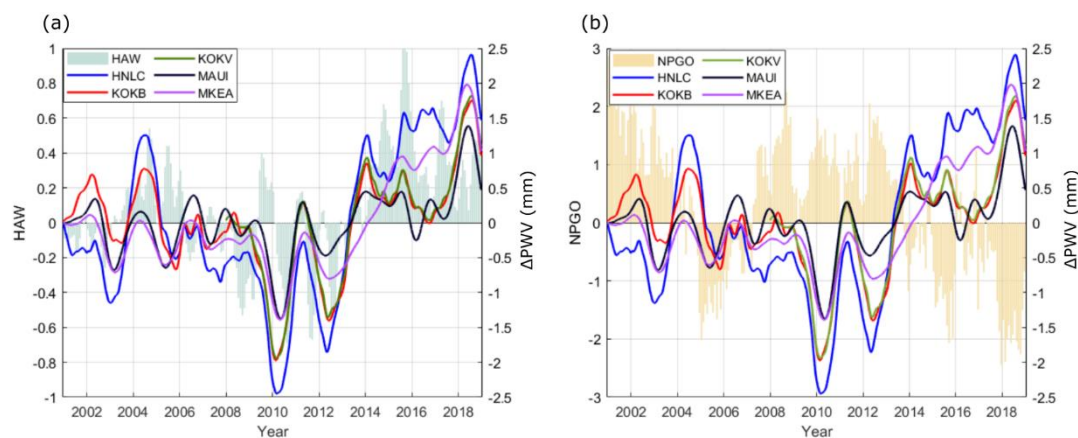 (a)
1
0.8
0.6
0.4
0.2
0
-0.2
-0.4
-0.6
-0.8
-1
HAW
HAW KOKV
HNLC MAUI
KOKB MKEA
2.5
2
1.5
1
0.5
0
-0.5
-1
-1.5
-2
-2.5
ΔPWV (mm)
2002 2004 2006 2008 2010 2012 2014 2016 2018
Year
(b)
3
2
1
0
-1
-2
-3
NPGO
NPGO KOKV
HNLC MAUI
KOKB MKEA
2.5
2
1.5
1
0.5
0
-0.5
-1
-1.5
-2
-2.5
ΔPWV (mm)
2002 2004 2006 2008 2010 2012 2014 2016 2018
Year